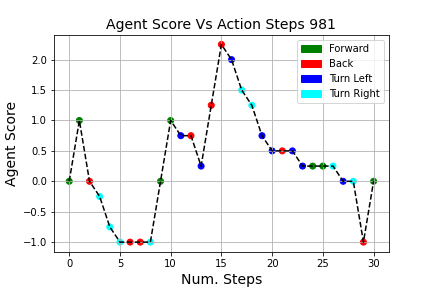 Agent Score Vs Action Steps 981
Forward
Back
Turn Left
Turn Right
Agent Score
2.0
1.5
1.0
0.5
0.0
−0.5
−1.0
0 5 10 15 20 25 30
Num. Steps